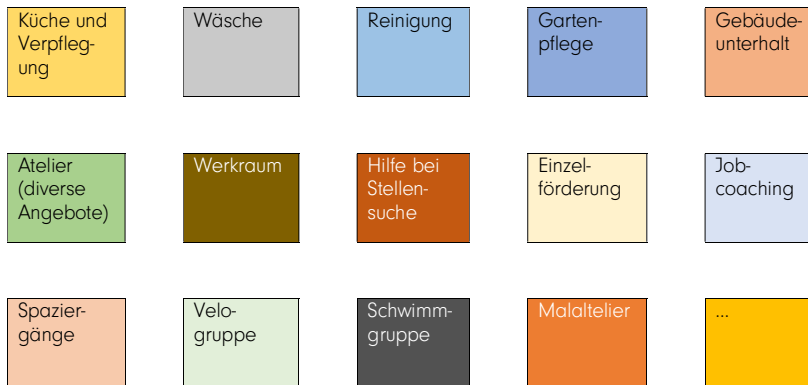 Küche und
Verpfleg-
ung
Wäsche
Reinigung
Garten-
pflege
Gebäude-
unterhalt
Atelier
(diverse
Angebote)
Werkraum
Hilfe bei
Stellen-
suche
Einzel-
förderung
Job-
coaching
Spazier-
gänge
Velo-
gruppe
Schwimm-
gruppe
Malaltelier
...